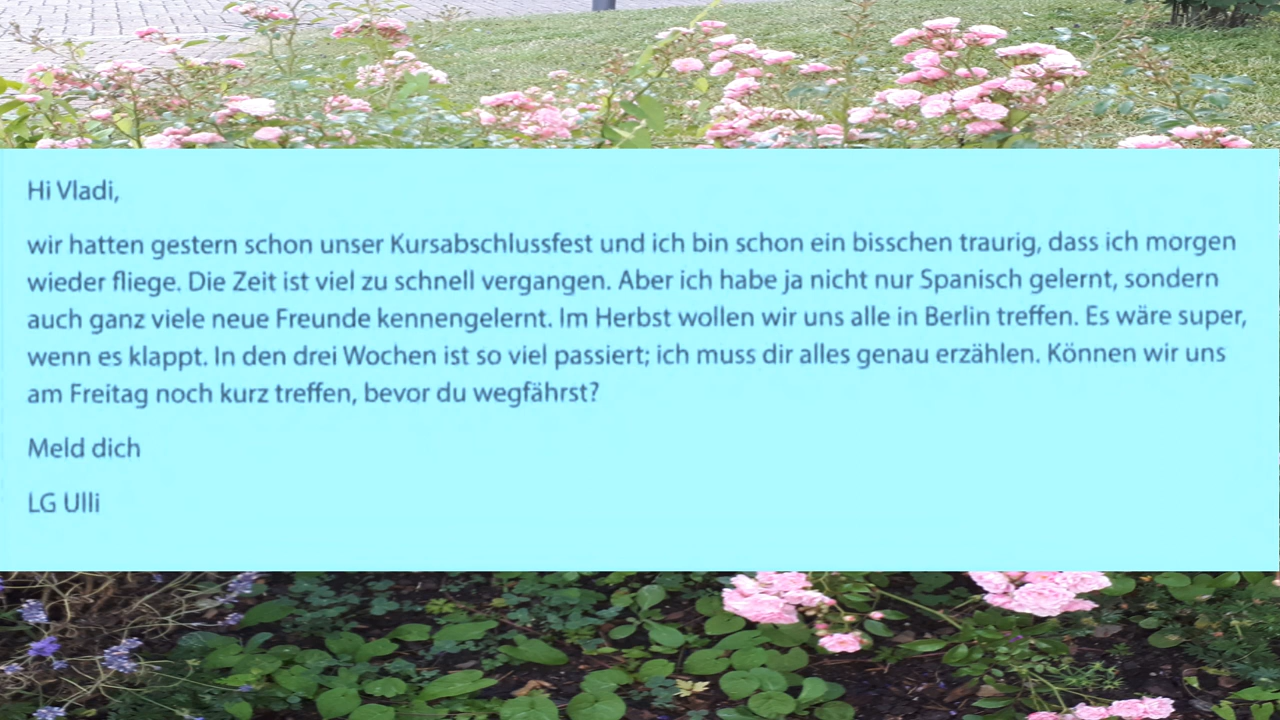 Hi Vladi,
wir hatten gestern schon unser Kursabschlussfest und ich bin schon ein bisschen traurig, dass ich morgen
wieder fliege. Die Zeit ist viel zu schnell vergangen. Aber ich habe ja nicht nur Spanisch gelernt, sondern
auch ganz viele neue Freunde kennengelernt. Im Herbst wollen wir uns alle in Berlin treffen. Es wäre super,
wenn es klappt. In den drei Wochen ist so viel passiert; ich muss dir alles genau erzählen. Können wir uns
am Freitag noch kurz treffen, bevor du wegfährst?
Meld dich
LG Ulli